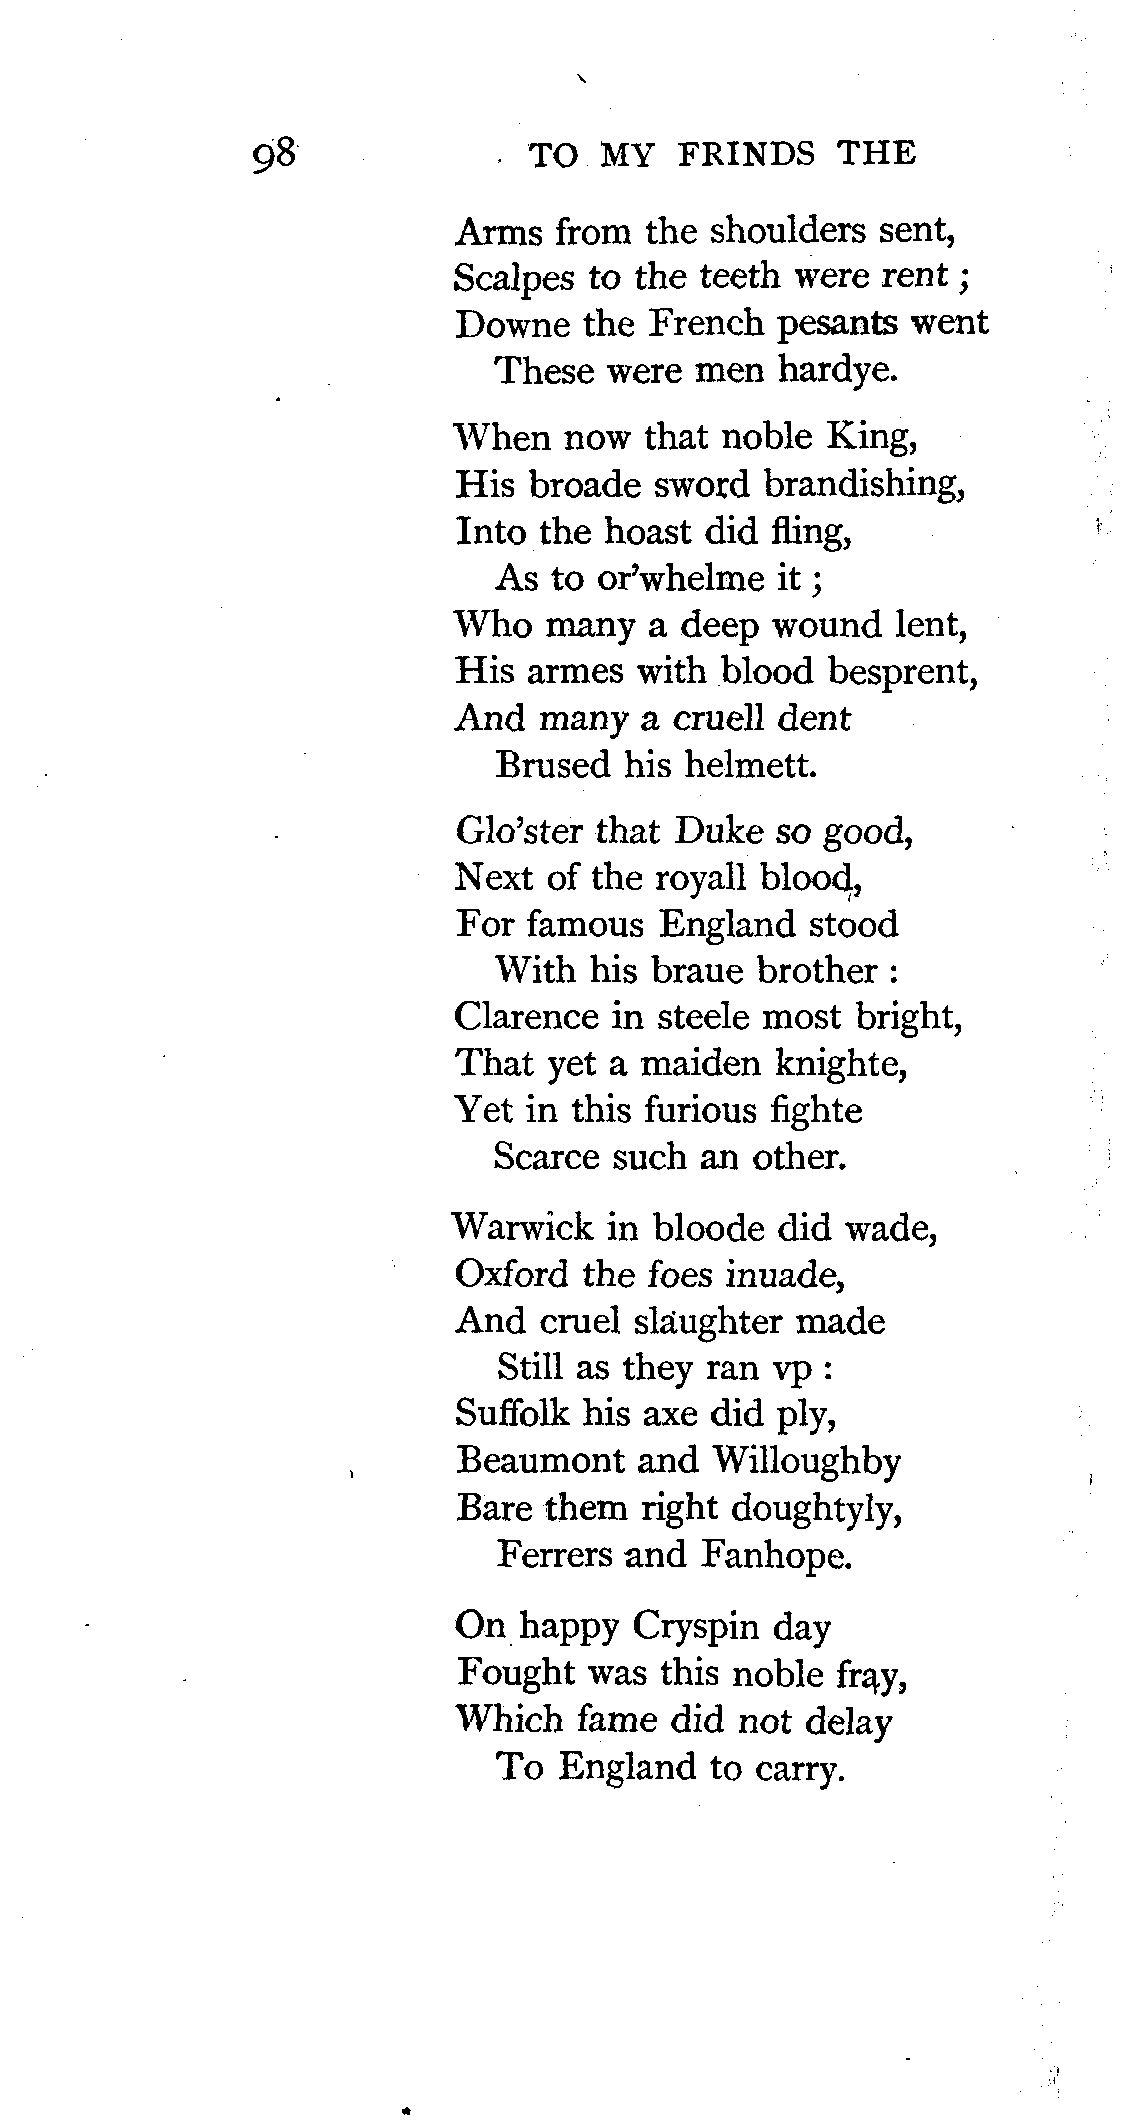 98 TO MY FRINDS THE
Arms from the shoulders sent,
Scalpes to the teeth were rent ;
Downe the French pesants went
These were men hardye.
When now that noble King,
His broade sword brandishing,
Into the hoast did fling,
As to or'whelme it ;
Who many a deep wound lent,
His armes with blood besprent,
And many a cruell dent
Brused his helmett.
Glo'ster that Duke so good,
Next of the royall blood,
For famous England stood
With his braue brother :
Clarence in steele most bright,
That yet a maiden knighte,
Yet in this furious fighte
Scarce such an other.
Warwick in bloode did wade,
Oxford the foes inuade,
And cruel slaughter made
Still as they ran vp :
Suffolk his axe did ply,
Beaumont and Willoughby
Bare them right doughtyly,
Ferrers and Fanhope.
On happy Cryspin day
Fought was this noble fray,
Which fame did not delay
To England to carry.